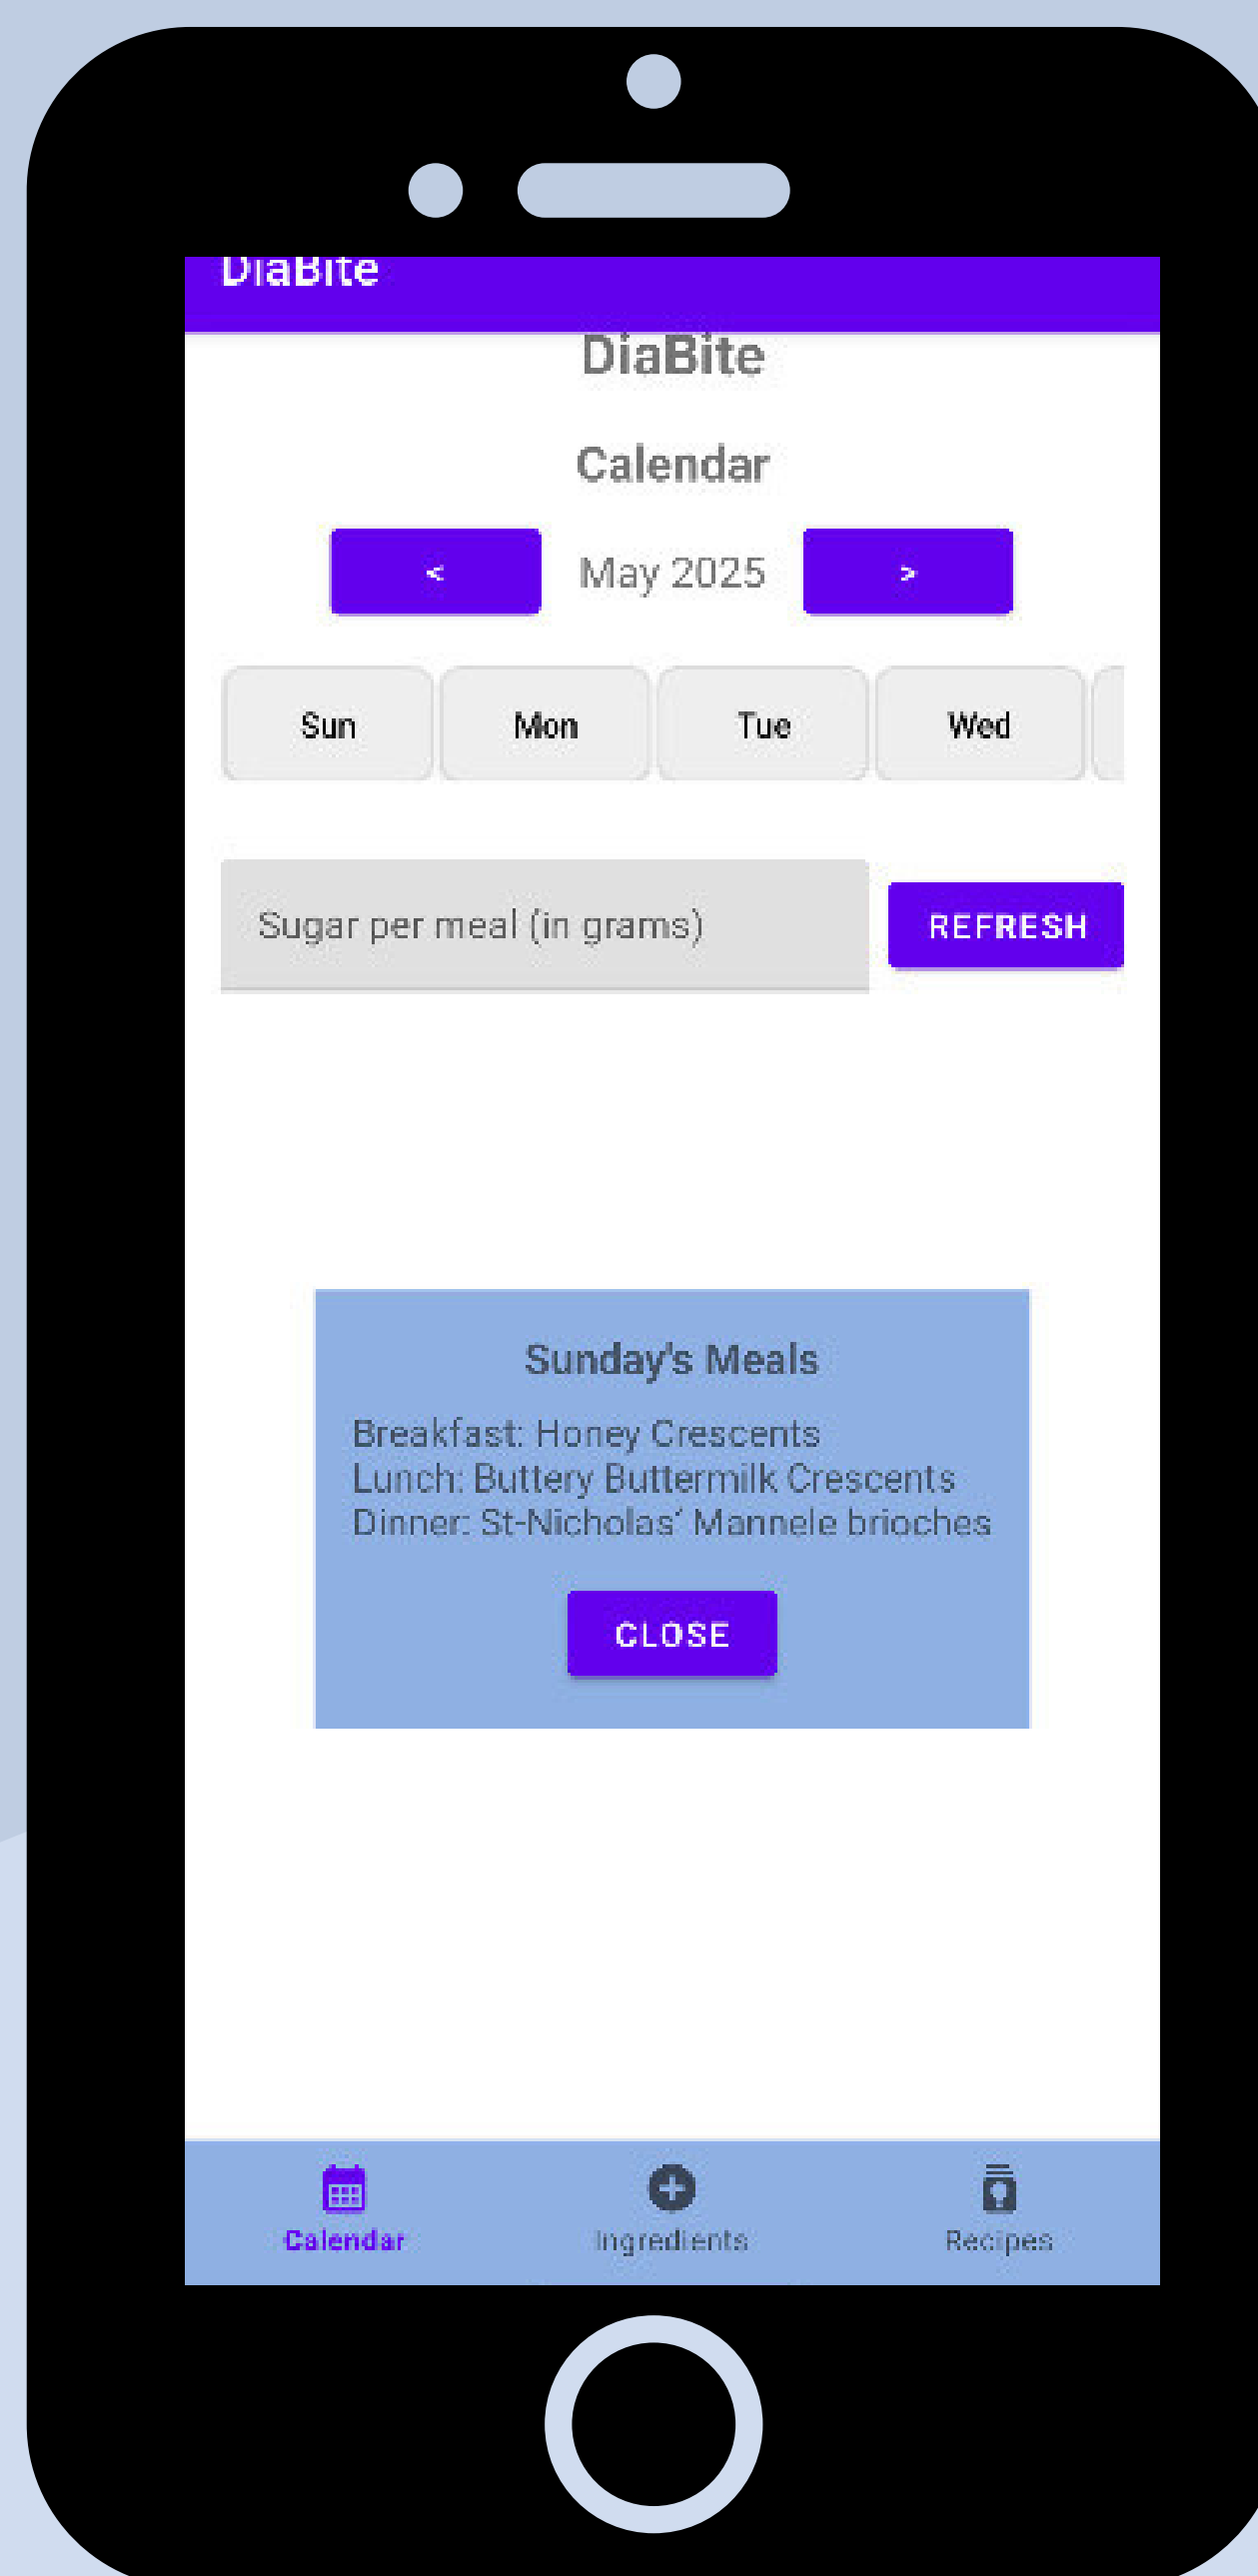 DiaBite
DiaBite
Calendar
< May 2025 >
Sun Mon Tue Wed
Sugar per meal (in grams) REFRESH
Sunday's Meals
Breakfast: Honey Crescents
Lunch: Buttery Buttermilk Crescents
Dinner: St-Nicholas’ Mannele brioches
CLOSE
Calendar Ingredients Recipes